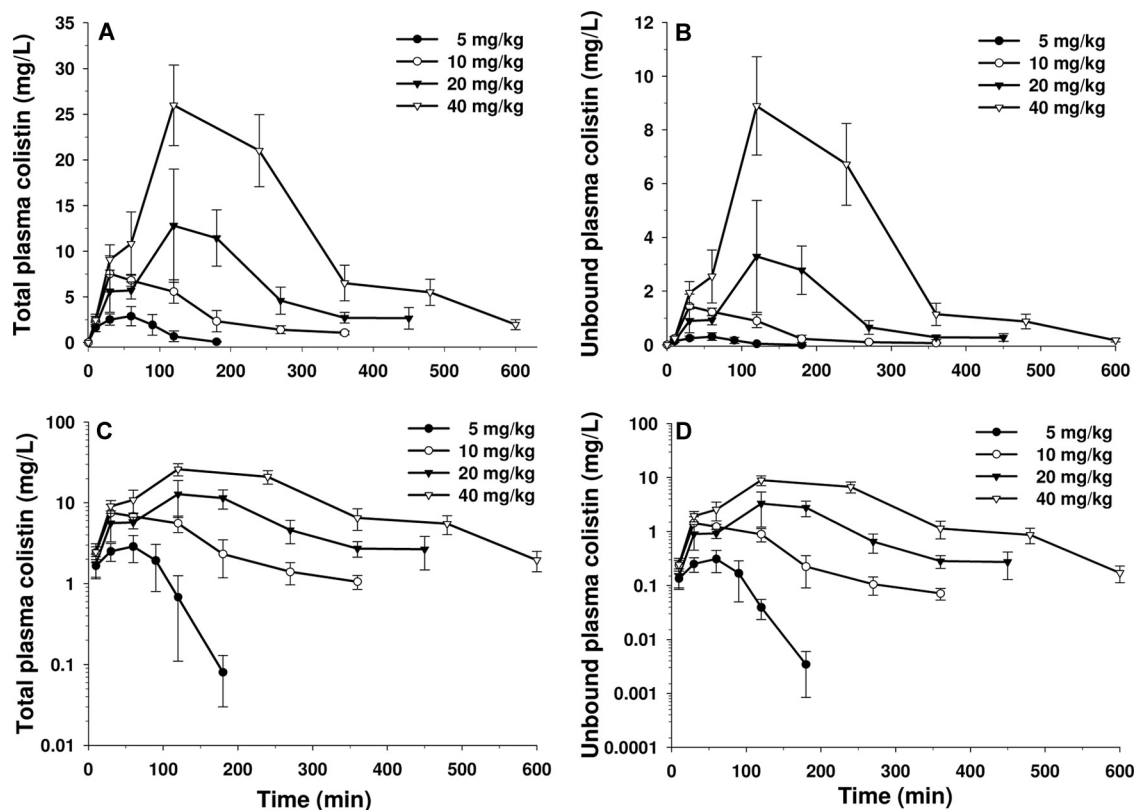 A
Total plasma colistin (mg/L)
35
30
25
20
15
10
5
0
0 100 200 300 400 500 600
5 mg/kg
10 mg/kg
20 mg/kg
40 mg/kg
B
Unbound plasma colistin (mg/L)
12
10
8
6
4
2
0
0 100 200 300 400 500 600
5 mg/kg
10 mg/kg
20 mg/kg
40 mg/kg
C
Total plasma colistin (mg/L)
100
10
1
0.1
0.01
0 100 200 300 400 500 600
Time (min)
5 mg/kg
10 mg/kg
20 mg/kg
40 mg/kg
D
Unbound plasma colistin (mg/L)
100
10
1
0.1
0.01
0.001
0.0001
0 100 200 300 400 500 600
Time (min)
5 mg/kg
10 mg/kg
20 mg/kg
40 mg/kg